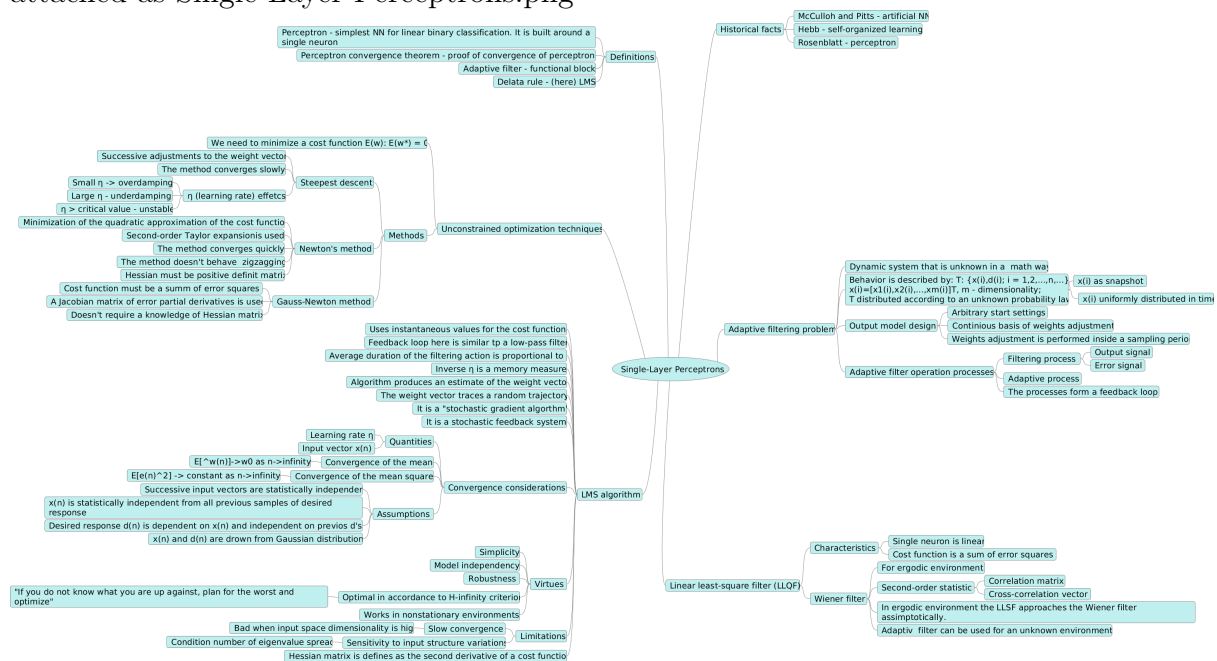 attached as Single-Layer Perceptrons.png
Perceptron - simplest NN for linear binary classification. It is built around a
single neuron
Perceptron convergence theorem - proof of convergence of perceptron
Adaptive filter - functional block
Delata rule - (here) LMS
Definitions
Historical facts
McCulloh and Pitts - artificial NN
Hebb - self-organized learning
Rosenblatt - perceptron
We need to minimize a cost function E(w): E(w*) = 0
Successive adjustments to the weight vector
The method converges slowly
Small η -> overdamping
Large η - underdamping
η > critical value - unstable
η (learning rate) effetcs
Steepest descent
Minimization of the quadratic approximation of the cost functio
Second-order Taylor expansionis used
The method converges quickly
The method doesn't behave zigzagging
Hessian must be positive definit matri
Newton's method
Cost function must be a summ of error squares
A Jacobian matrix of error partial derivatives is used
Doesn't require a knowledge of Hessian matrix
Gauss-Newton method
Methods
Unconstrained optimization techniques
Uses instantaneous values for the cost function
Feedback loop here is similar tp a low-pass filter
Average duration of the filtering action is proportional to
Inverse η is a memory measure
Algorithm produces an estimate of the weight vecto
The weight vector traces a random trajectory
It is a "stochastic gradient algorthm'
It is a stochastic feedback system
Learning rate η
Input vector x(n)
Quantities
E[^w(n)]->w0 as n->infinity
Convergence of the mean
E[e(n)^2] -> constant as n->infinity
Convergence of the mean square
Successive input vectors are statistically independen
x(n) is statistically independent from all previous samples of desired
response
Desired response d(n) is dependent on x(n) and independent on previos d's
x(n) and d(n) are drown from Gaussian distribution
Assumptions
Convergence considerations
Simplicity
Model independency
Robustness
"If you do not know what you are up against, plan for the worst and
optimize"
Optimal in accordance to H-infinity criterio
Works in nonstationary environments
Virtues
Bad when input space dimensionality is hig
Slow convergence
Condition number of eigenvalue spread
Sensitivity to input structure variation
Limitations
Hessian matrix is defines as the second derivative of a cost functio
LMS algorithm
Single-Layer Perceptrons
Adaptive filtering problem
Dynamic system that is unknown in a math way
Behavior is described by: T: {x(i),d(i); i = 1,2,...,n,...}
x(i)=[x1(i),x2(i),...,xm(i)]T, m - dimensionality;
T distributed according to an unknown probability law
x(i) as snapshot
x(i) uniformly distributed in time
Output model design
Arbitrary start settings
Continious basis of weights adjustment
Weights adjustment is performed inside a sampling perio
Adaptive filter operation processes
Filtering process
Output signal
Error signal
Adaptive process
The processes form a feedback loop
Linear least-square filter (LLQF)
Characteristics
Single neuron is linear
Cost function is a sum of error squares
Wiener filter
For ergodic environment
Second-order statistic
Correlation matrix
Cross-correlation vector
In ergodic environment the LLSF approaches the Wiener filter
assimptotically.
Adaptiv filter can be used for an unknown environment